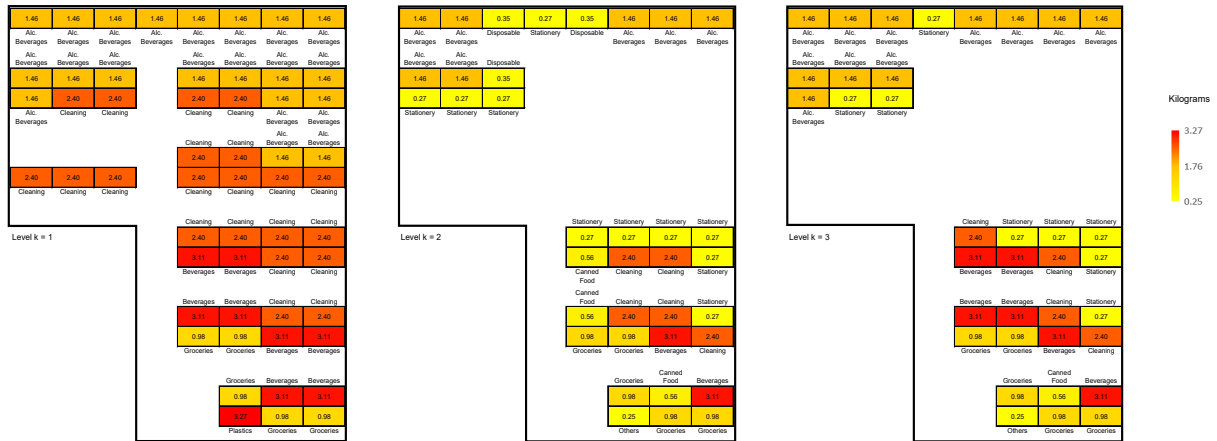 1.46 1.46 1.46 1.46 1.46 1.46 1.46 1.46
Alc. Alc. Alc. Alc. Alc. Alc. Alc. Alc.
Beverages Beverages Beverages Beverages Beverages Beverages Beverages Beverages
Alc. Alc. Alc. Alc. Alc. Alc. Alc.
Beverages Beverages Beverages Beverages Beverages Beverages Beverages
1.46 1.46 1.46 1.46 1.46 1.46 1.46
1.46 2.40 2.40 2.40 2.40 1.46 1.46
Alc. Cleaning Cleaning Cleaning Cleaning Alc. Alc.
Beverages Beverages Beverages
Alc. Alc.
Cleaning Cleaning Beverages Beverages
2.40 2.40 1.46 1.46
2.40 2.40 2.40 2.40 2.40 2.40 2.40
Cleaning Cleaning Cleaning Cleaning Cleaning Cleaning Cleaning
Cleaning Cleaning Cleaning Cleaning
Level k = 1
2.40 2.40 2.40 2.40
3.11 3.11 2.40 2.40
Beverages Beverages Cleaning Cleaning
Beverages Beverages Cleaning Cleaning
3.11 3.11 2.40 2.40
0.98 0.98 3.11 3.11
Groceries Groceries Beverages Beverages
Groceries Beverages Beverages
0.98 3.11 3.11
3.27 0.98 0.98
Plastics Groceries Groceries
1.46 1.46 0.35 0.27 0.35 1.46 1.46 1.46
Alc. Alc. Disposable Stationery Disposable Alc. Alc. Alc.
Beverages Beverages Beverages Beverages Beverages
Alc. Alc.
Beverages Beverages Disposable
1.46 1.46 0.35
0.27 0.27 0.27
Stationery Stationery Stationery
Stationery Stationery Stationery Stationery
Level k = 2
0.27 0.27 0.27 0.27
0.56 2.40 2.40 0.27
Canned Cleaning Cleaning Stationery
Food
Canned
Food Cleaning Cleaning Stationery
0.56 2.40 2.40 0.27
0.98 0.98 3.11 2.40
Groceries Groceries Beverages Cleaning
Canned
Groceries Food Beverages
0.98 0.56 3.11
0.25 0.98 0.98
Others Groceries Groceries
1.46 1.46 1.46 0.27 1.46 1.46 1.46 1.46
Alc. Alc. Alc. Stationery Alc. Alc. Alc. Alc.
Beverages Beverages Beverages Beverages Beverages Beverages Beverages
Alc. Alc. Alc.
Beverages Beverages Beverages
1.46 1.46 1.46
1.46 0.27 0.27
Alc. Stationery Stationery
Beverages
Cleaning Stationery Stationery Stationery
Level k = 3
2.40 0.27 0.27 0.27
3.11 3.11 2.40 0.27
Beverages Beverages Cleaning Stationery
Beverages Beverages Cleaning Stationery
3.11 3.11 2.40 0.27
0.98 0.98 3.11 2.40
Groceries Groceries Beverages Cleaning
Canned
Groceries Food Beverages
0.98 0.56 3.11
0.25 0.98 0.98
Others Groceries Groceries
Kilograms
3.27
1.76
0.25